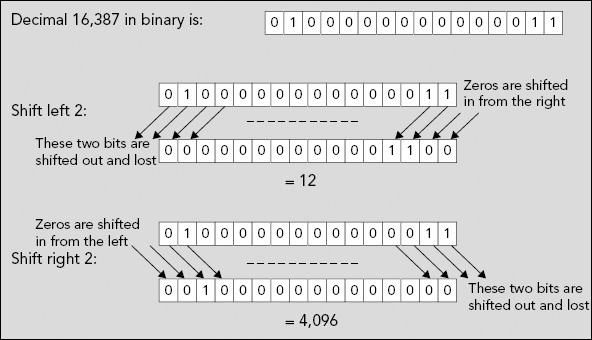 Decimal 16,387 in binary is: 0 1 0 0 0 0 0 0 0 0 0 0 0 0 1 1
0 1 0 0 0 0 0 0 0 0 0 0 0 0 1 1
Zeros are shifted
in from the right
Shift left 2:
These two bits are
shifted out and lost
0 0 0 0 0 0 0 0 0 0 0 0 1 1 0 0
= 12
Zeros are shifted
in from the left
0 1 0 0 0 0 0 0 0 0 0 0 0 0 1 1
Shift right 2:
0 0 1 0 0 0 0 0 0 0 0 0 0 0 0 0
These two bits are
shifted out and lost
= 4,096